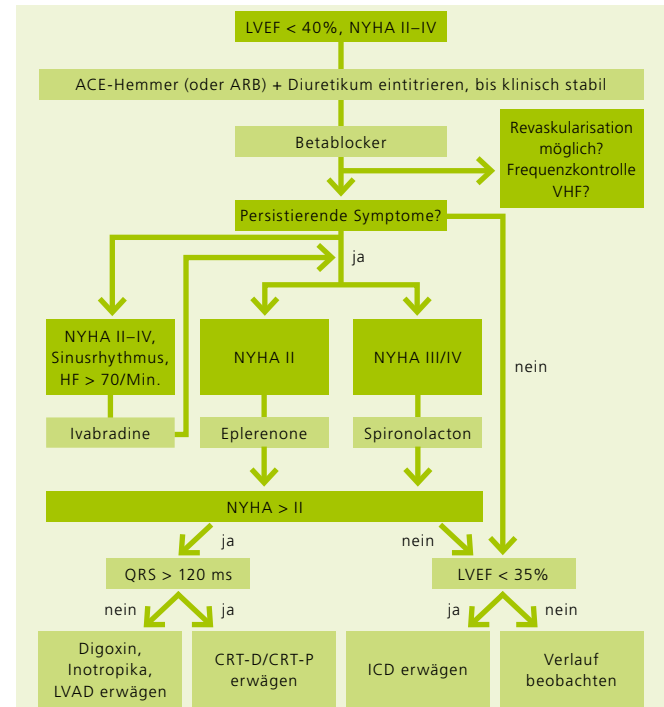 LVEF < 40%, NYHA II–IV
ACE-Hemmer (oder ARB) + Diuretikum eintitrieren, bis klinisch stabil
Betablocker
Revaskularisation
möglich?
Frequenzkontrolle
VHF?
Persistierende Symptome?
ja
nein
NYHA II–IV,
Sinusrhythmus,
HF > 70/Min.
NYHA II
NYHA III/IV
Ivabradine
Eplerenone
Spironolacton
NYHA > II
ja
nein
QRS > 120 ms
LVEF < 35%
nein
ja
ja
nein
Digoxin,
Inotropika,
LVAD erwägen
CRT-D/CRT-P
erwägen
ICD erwägen
Verlauf
beobachten